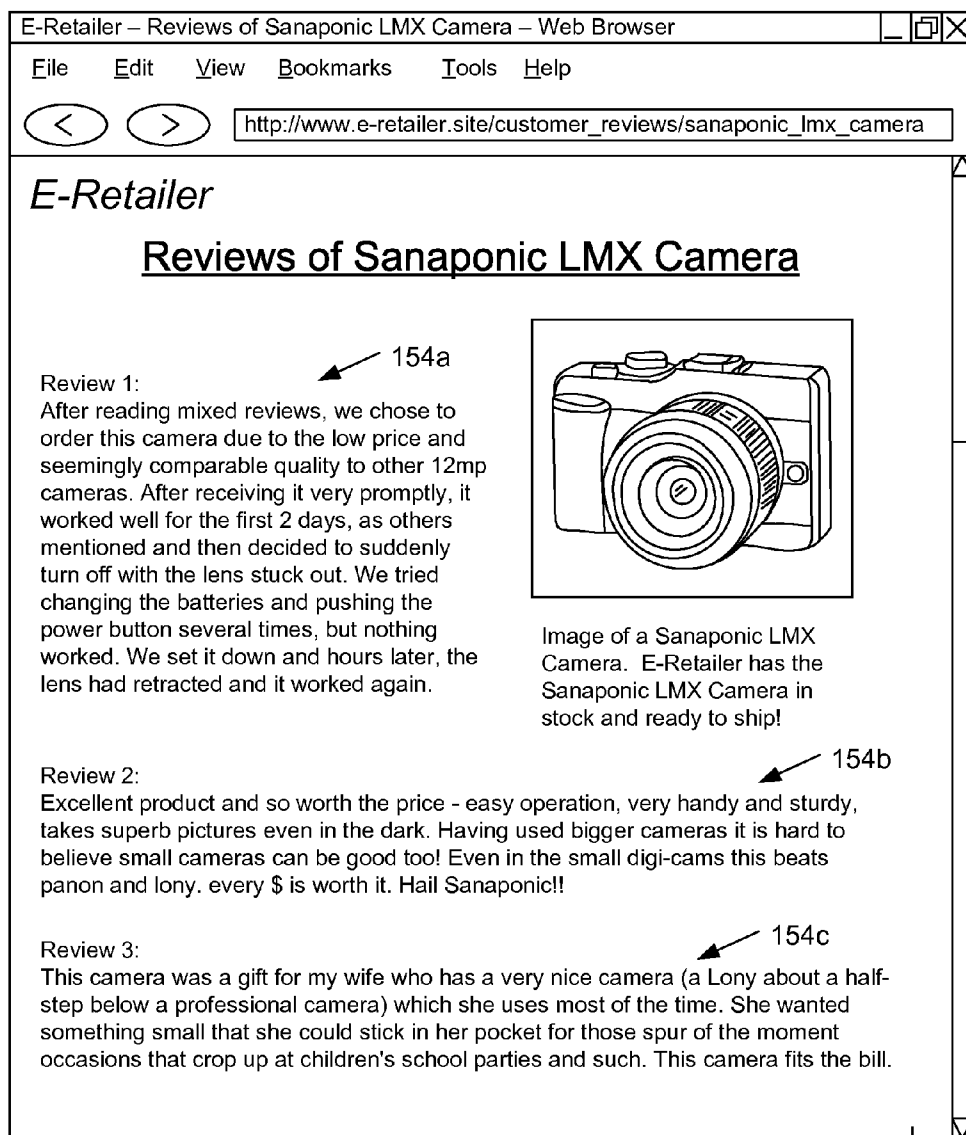 E-Retailer – Reviews of Sanaponic LMX Camera – Web Browser
File Edit View Bookmarks Tools Help
< >
http://www.e-retailer.site/customer_reviews/sanaponic_lmx_camera
E-Retailer
Reviews of Sanaponic LMX Camera
154a
Review 1:
After reading mixed reviews, we chose to
order this camera due to the low price and
seemingly comparable quality to other 12mp
cameras. After receiving it very promptly, it
worked well for the first 2 days, as others
mentioned and then decided to suddenly
turn off with the lens stuck out. We tried
changing the batteries and pushing the
power button several times, but nothing
worked. We set it down and hours later, the
lens had retracted and it worked again.
Image of a Sanaponic LMX
Camera. E-Retailer has the
Sanaponic LMX Camera in
stock and ready to ship!
154b
Review 2:
Excellent product and so worth the price - easy operation, very handy and sturdy,
takes superb pictures even in the dark. Having used bigger cameras it is hard to
believe small cameras can be good too! Even in the small digi-cams this beats
panon and lony. every $ is worth it. Hail Sanaponic!!
154c
Review 3:
This camera was a gift for my wife who has a very nice camera (a Lony about a half-
step below a professional camera) which she uses most of the time. She wanted
something small that she could stick in her pocket for those spur of the moment
occasions that crop up at children's school parties and such. This camera fits the bill.